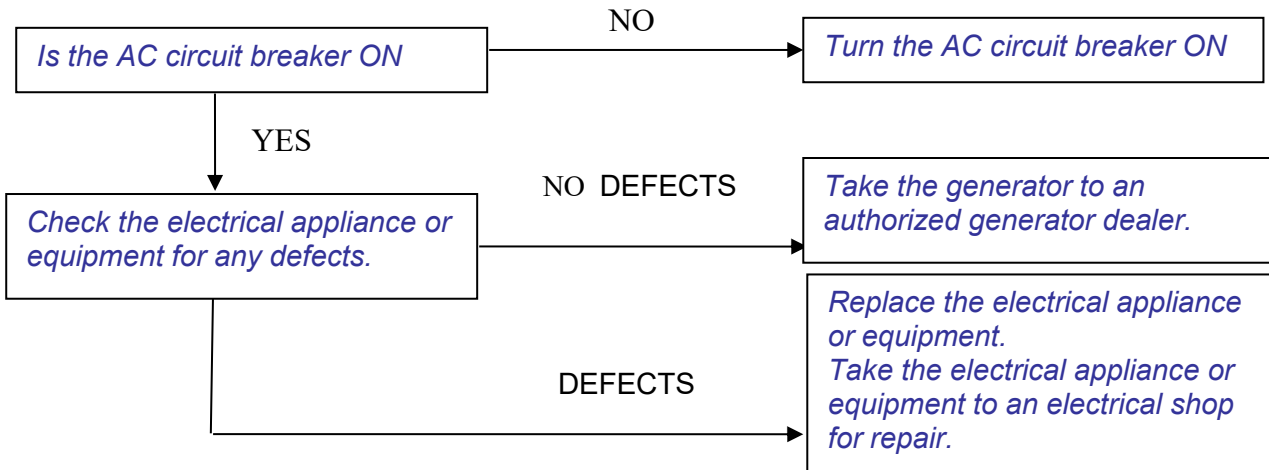 NO
Is the AC circuit breaker ON
Turn the AC circuit breaker ON
YES
NO DEFECTS
Check the electrical appliance or
equipment for any defects.
Take the generator to an
authorized generator dealer.
DEFECTS
Replace the electrical appliance
or equipment.
Take the electrical appliance or
equipment to an electrical shop
for repair.